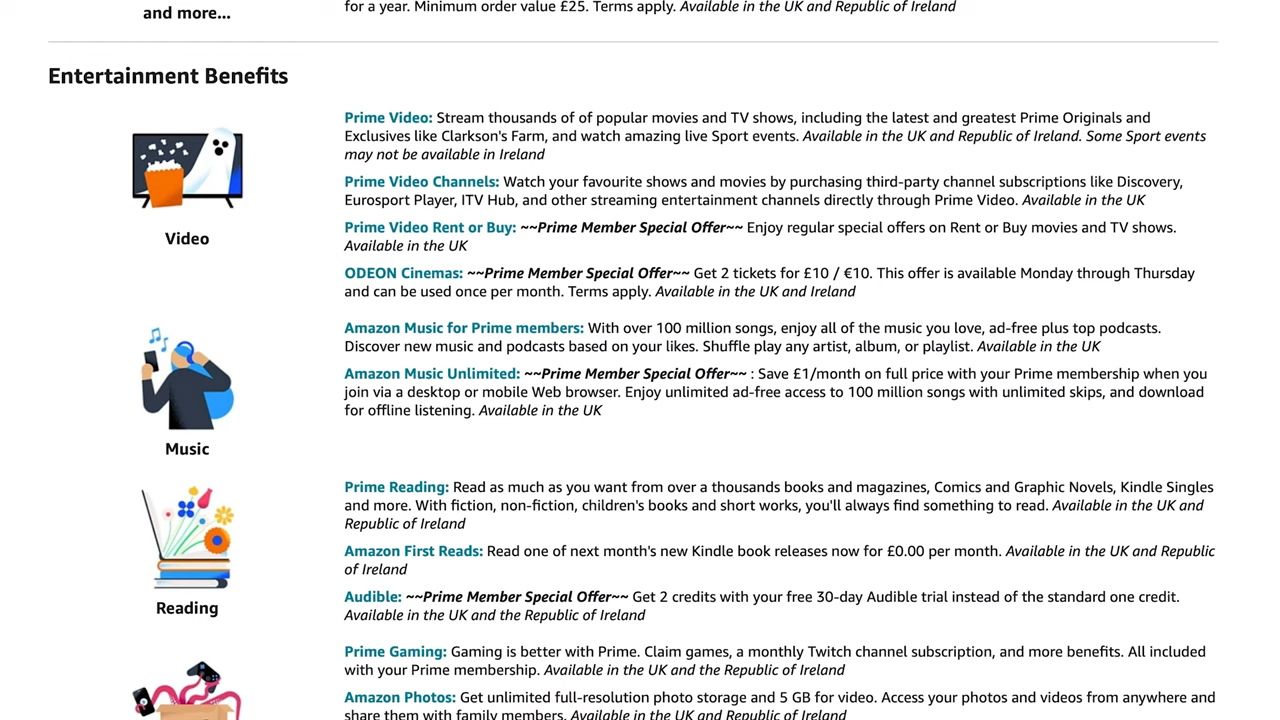 for a year. Minimum order value £25. Terms apply. Available in the UK and Republic of Ireland
and more...
Entertainment Benefits
Prime Video: Stream thousands of of popular movies and TV shows, including the latest and greatest Prime Originals and
Exclusives like Clarkson's Farm, and watch amazing live Sport events. Available in the UK and Republic of Ireland. Some Sport events
may not be available in Ireland
Prime Video Channels: Watch your favourite shows and movies by purchasing third-party channel subscriptions like Discovery,
Eurosport Player, ITV Hub, and other streaming entertainment channels directly through Prime Video. Available in the UK
Prime Video Rent or Buy: ~~Prime Member Special Offer~~ Enjoy regular special offers on Rent or Buy movies and TV shows.
Available in the UK
Video
ODEON Cinemas: ~~Prime Member Special Offer~~ Get 2 tickets for £10 / €10. This offer is available Monday through Thursday
and can be used once per month. Terms apply. Available in the UK and Ireland
Amazon Music for Prime members: With over 100 million songs, enjoy all of the music you love, ad-free plus top podcasts.
Discover new music and podcasts based on your likes. Shuffle play any artist, album, or playlist. Available in the UK
Amazon Music Unlimited: ~~Prime Member Special Offer~~ : Save £1/month on full price with your Prime membership when you
join via a desktop or mobile Web browser. Enjoy unlimited ad-free access to 100 million songs with unlimited skips, and download
for offline listening. Available in the UK
Music
Prime Reading: Read as much as you want from over a thousands books and magazines, Comics and Graphic Novels, Kindle Singles
and more. With fiction, non-fiction, children's books and short works, you'll always find something to read. Available in the UK and
Republic of Ireland
Amazon First Reads: Read one of next month's new Kindle book releases now for £0.00 per month. Available in the UK and Republic
of Ireland
Audible: ~~Prime Member Special Offer~~ Get 2 credits with your free 30-day Audible trial instead of the standard one credit.
Available in the UK and the Republic of Ireland
Reading
Prime Gaming: Gaming is better with Prime. Claim games, a monthly Twitch channel subscription, and more benefits. All included
with your Prime membership. Available in the UK and the Republic of Ireland
Amazon Photos: Get unlimited full-resolution photo storage and 5 GB for video. Access your photos and videos from anywhere and
share them with family members. Available in the UK and Republic of Ireland